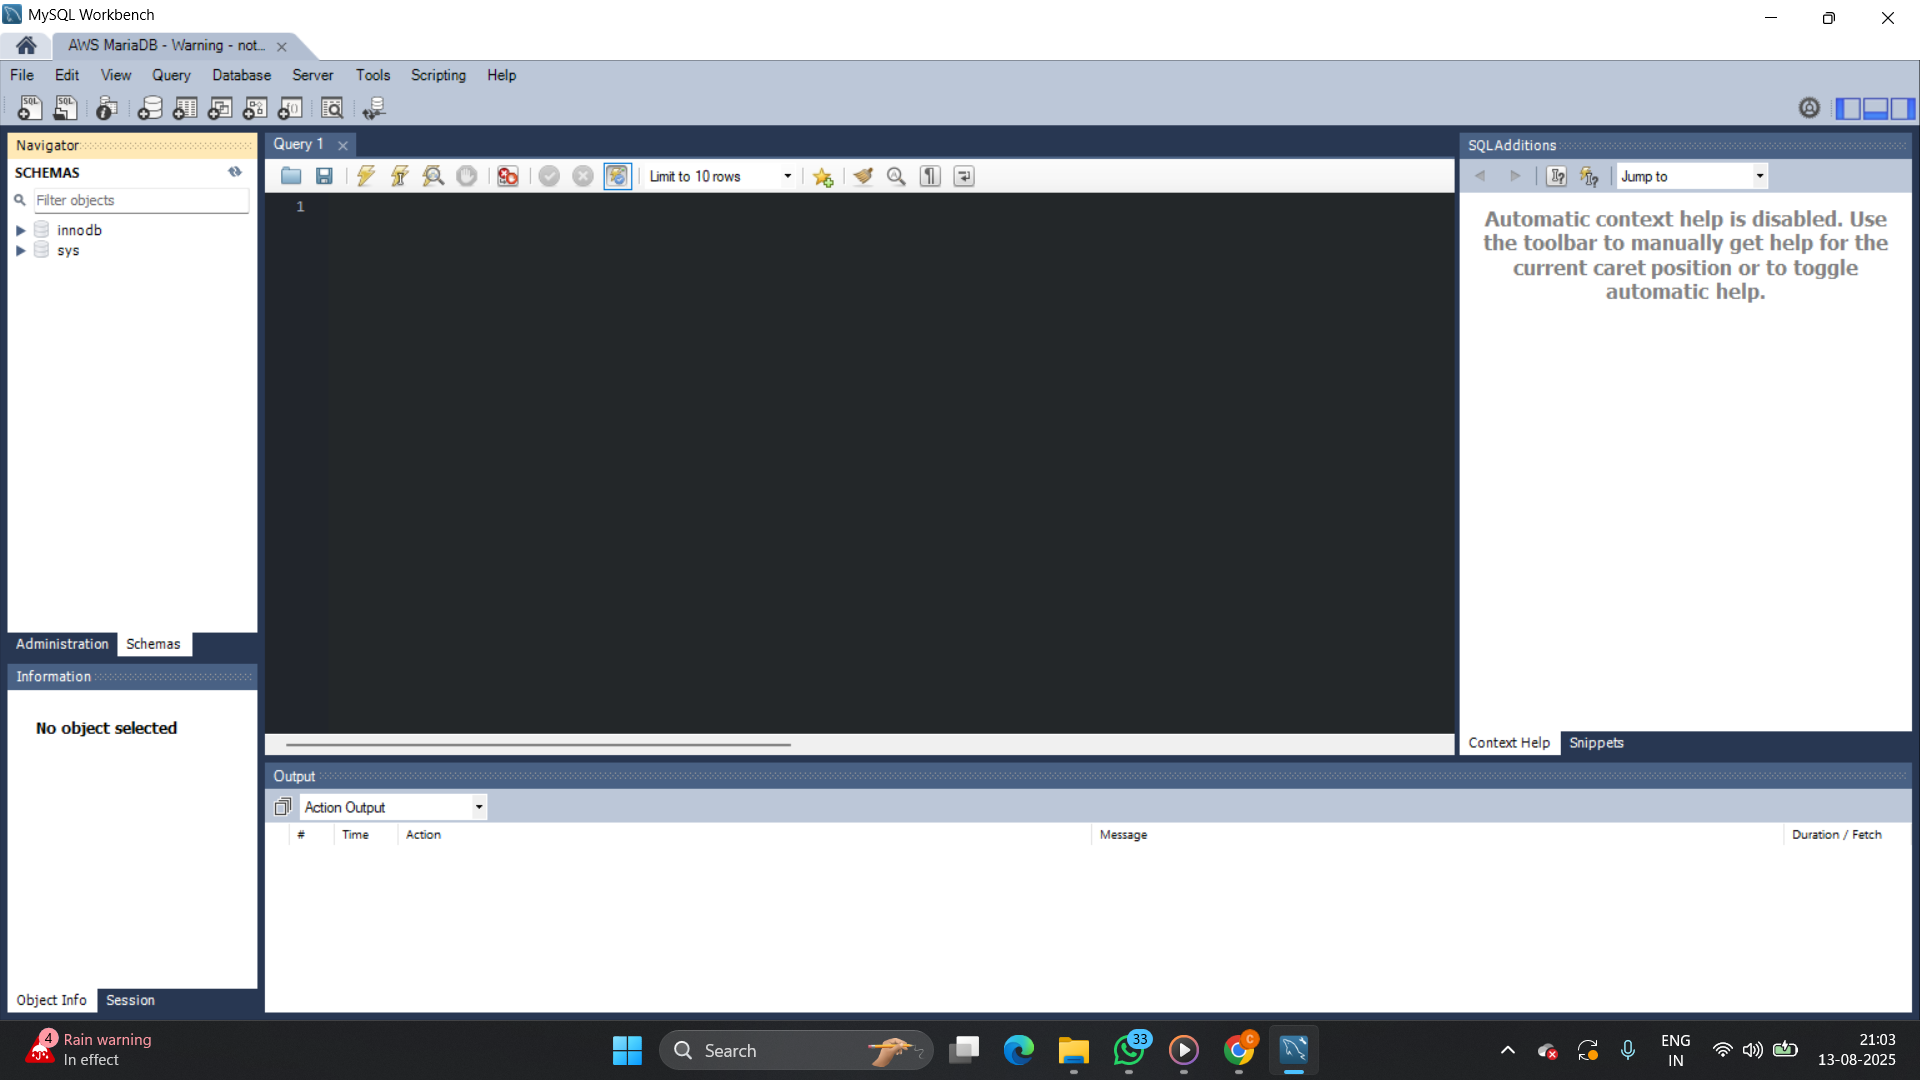 MySQL Workbench
AWS MariaDB - Warning - not...
File Edit View Query Database Server Tools Scripting Help
Navigator
SCHEMAS
Filter objects
innodb
sys
Administration Schemas
Information
No object selected
Object Info Session
Query 1
Limit to 10 rows
1
SQLAdditions
Jump to
Automatic context help is disabled. Use
the toolbar to manually get help for the
current caret position or to toggle
automatic help.
Context Help Snippets
Output
Action Output
# Time Action Message Duration / Fetch
4
Rain warning
In effect
Search
33
C
ENG
IN
21:03
13-08-2025